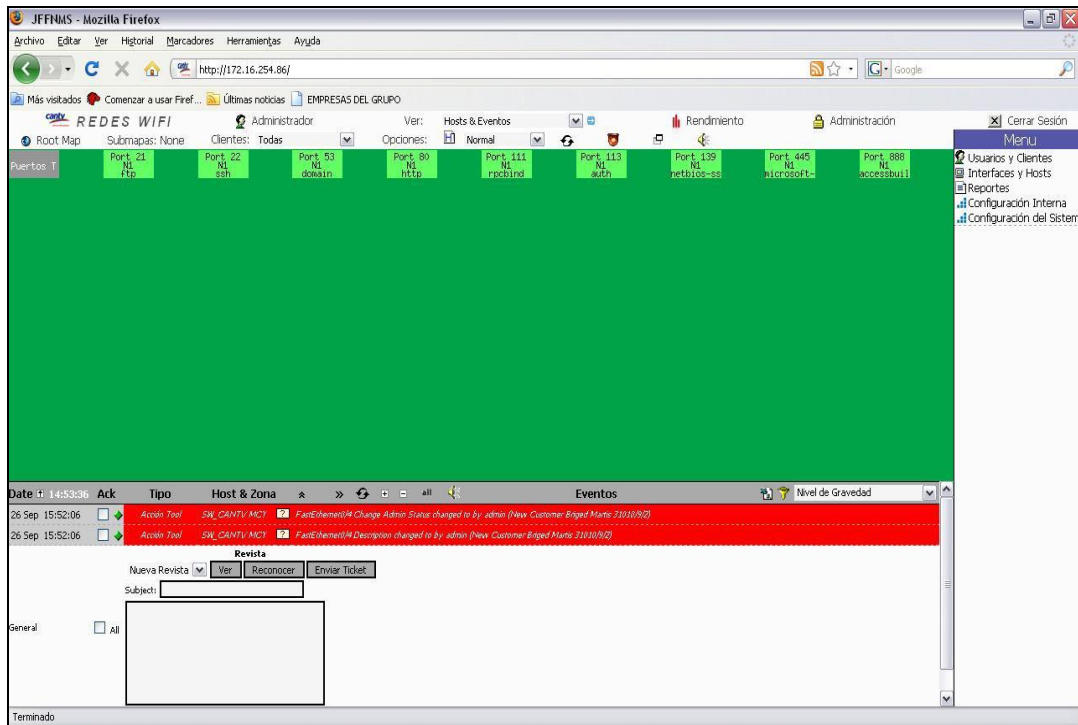 JFFNMS - Mozilla Firefox
Archivo Editar Ver Historial Marcadores Herramientas Ayuda
http://172.16.254.86/
G Google
Más visitados Comenzar a usar Firef... Últimas noticias EMPRESAS DEL GRUPO
cantv REDES WIFI Administrador Ver: Hosts & Eventos Rendimiento Administración Cerrar Sesión
Root Map Submapas: None Clientes: Todas Opciones: H Normal Menu
Puertos T
Port 21
N1
ftp
Port 22
N1
ssh
Port 53
N1
domain
Port 80
N1
http
Port 111
N1
rpcbind
Port 113
N1
auth
Port 139
N1
netbios-ss
Port 445
N1
microsoft-
Port 888
N1
accessbuil
Usuarios y Clientes
Interfaces y Hosts
Reportes
Configuración Interna
Configuración del Sistem
Date 14:53:36 Ack Tipo Host & Zona all Eventos Nivel de Gravedad
26 Sep 15:52:06 Acción Tool SW_CANTV MCY ? FastEthernet0/4 Change Admin Status changed to by admin (New Customer Briged Martis 31010/9/2)
26 Sep 15:52:06 Acción Tool SW_CANTV MCY ? FastEthernet0/4 Description changed to by admin (New Customer Briged Martis 31010/9/2)
Revista
Nueva Revista Ver Reconocer Enviar Ticket
Subject:
General All
Terminado